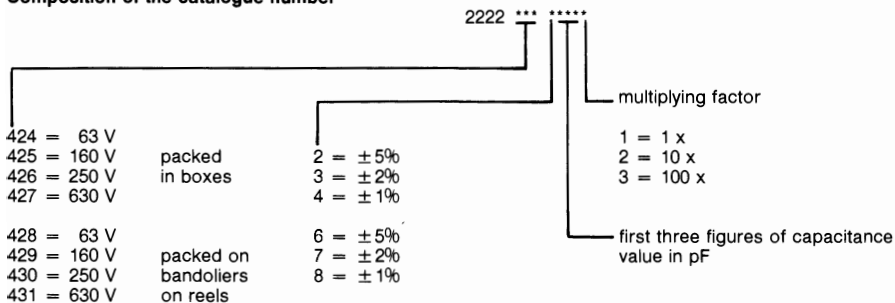 Composition of the catalogue number
2222 *** *****
multiplying factor
1 = 1 x
2 = 10 x
3 = 100 x
first three figures of capacitance
value in pF
424 = 63 V
425 = 160 V
426 = 250 V
427 = 630 V
packed
in boxes
2 = ±5%
3 = ±2%
4 = ±1%
428 = 63 V
429 = 160 V
430 = 250 V
431 = 630 V
packed on
bandoliers
on reels
6 = ±5%
7 = ±2%
8 = ±1%